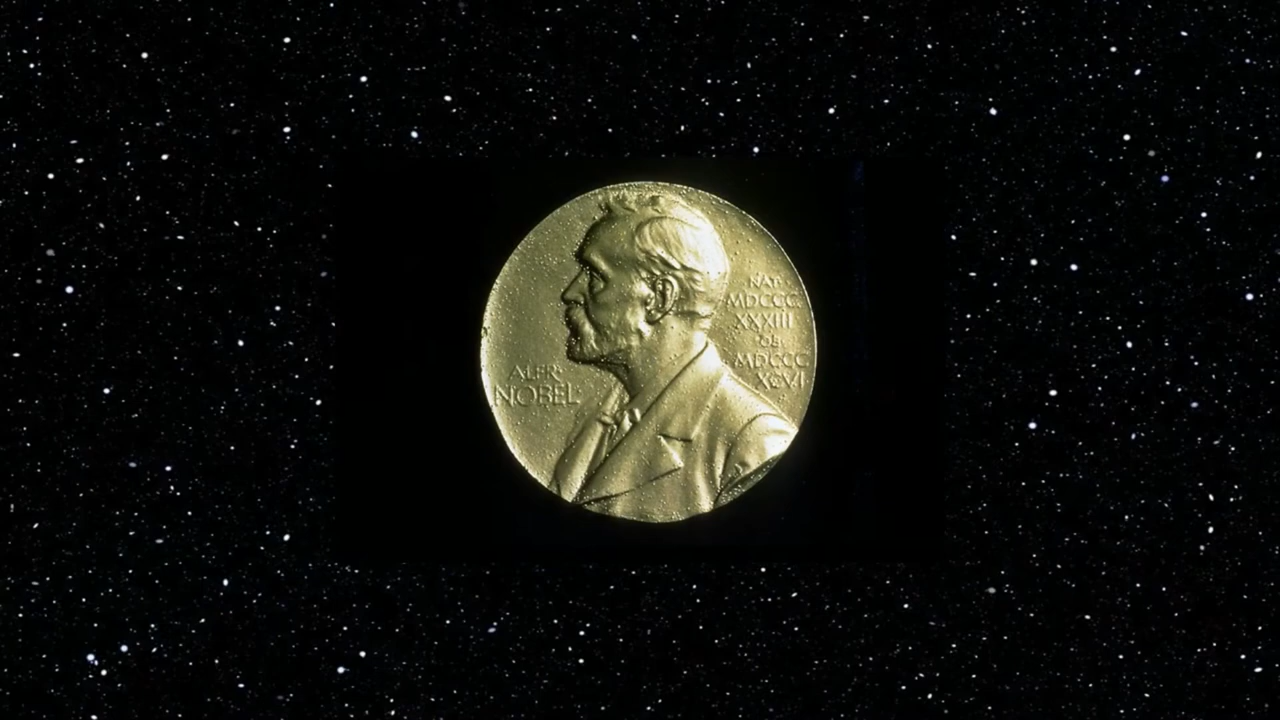 ALFR·
NOBEL
NAT·
MDCCC
XXXIII
OB·
MDCCC
XCVI